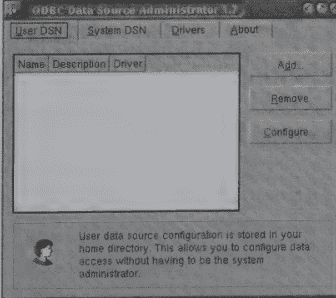 ODBC Data Source Administrator 1.2
User DSN System DSN Drivers About
Name Description Driver
Add...
Remove
Configure...
User data source configuration is stored in your
home directory. This allows you to configure data
access without having to be the system
administrator.